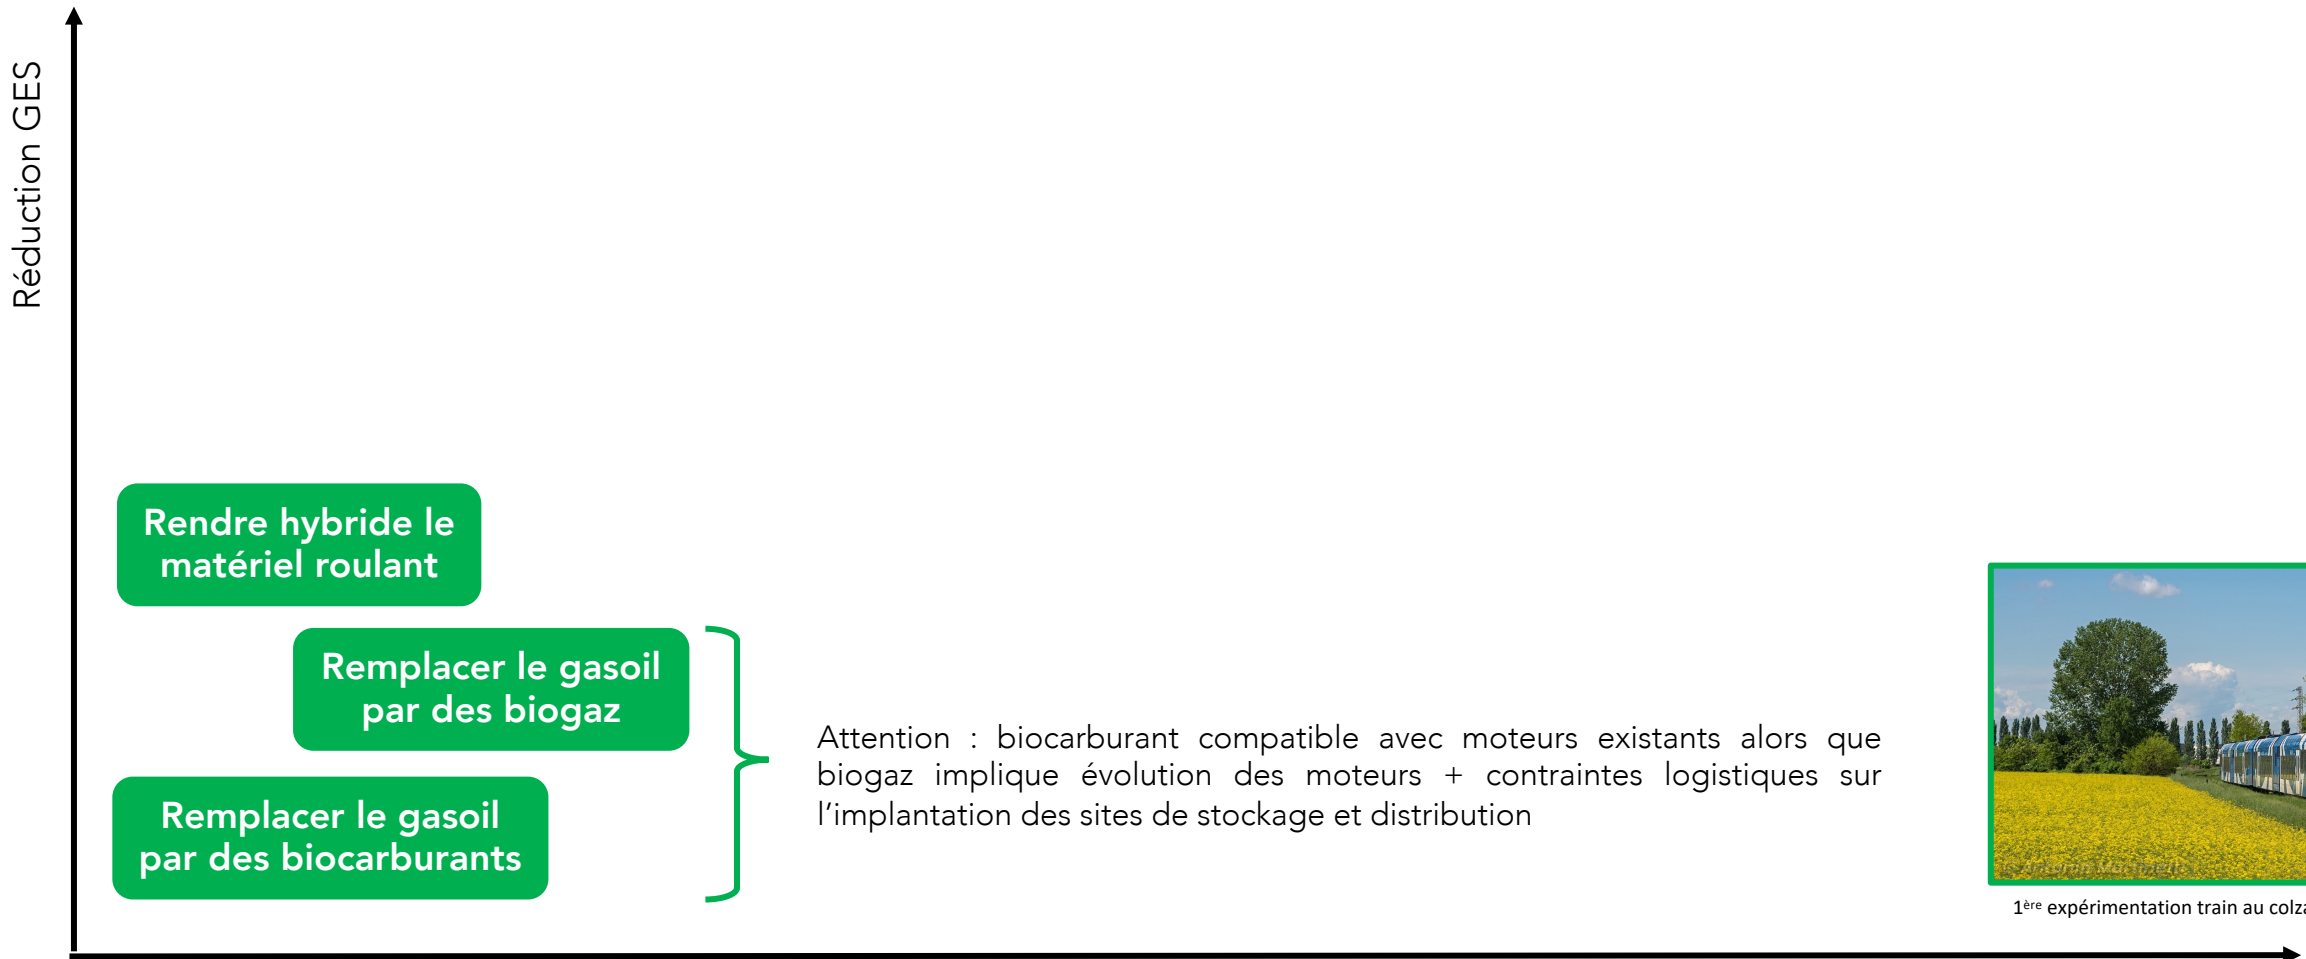 Réduction GES
Rendre hybride le
matériel roulant
Remplacer le gasoil
par des biogaz
Remplacer le gasoil
par des biocarburants
Attention : biocarburant compatible avec moteurs existants alors que
biogaz implique évolution des moteurs + contraintes logistiques sur
l’implantation des sites de stockage et distribution
1ère expérimentation train au colza